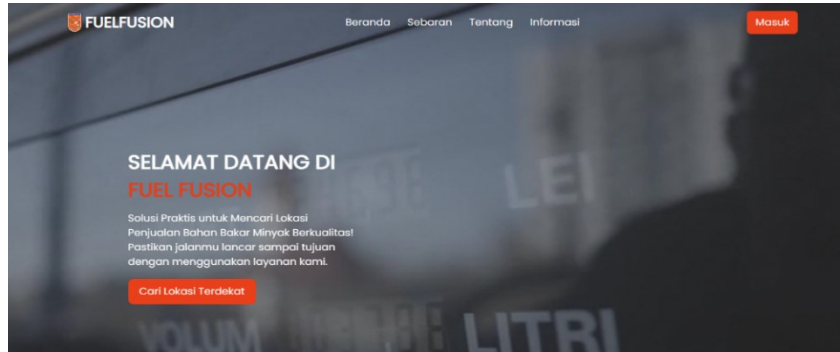 FUELFUSION
Beranda Sebaran Tentang Informasi
Masuk
SELAMAT DATANG DI
FUEL FUSION
Solusi Praktis untuk Mencari Lokasi
Penjualan Bahan Bakar Minyak Berkualitas!
Pastikan jalanmu lancar sampai tujuan
dengan menggunakan layanan kami.
Cari Lokasi Terdekat
LEI
VOLUM
LITRI